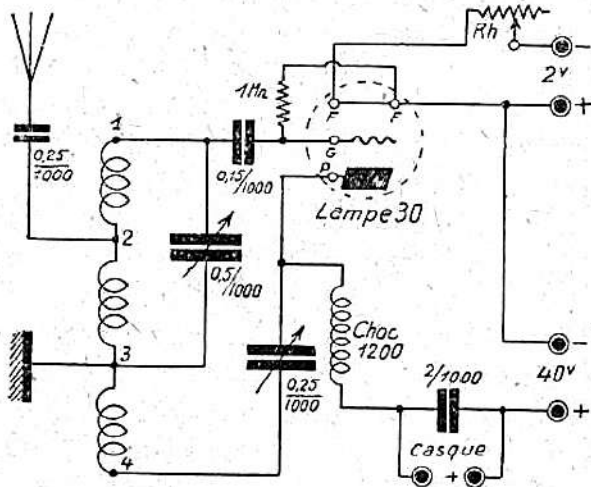 Rh
-
2v
+
1MΩ
F
F
0,25/1000
1
0,15/1000
G
P
Lampe 30
2
0,5/1000
Choc
1200
3
0,25/1000
2/1000
-
40v
+
4
Casque
+